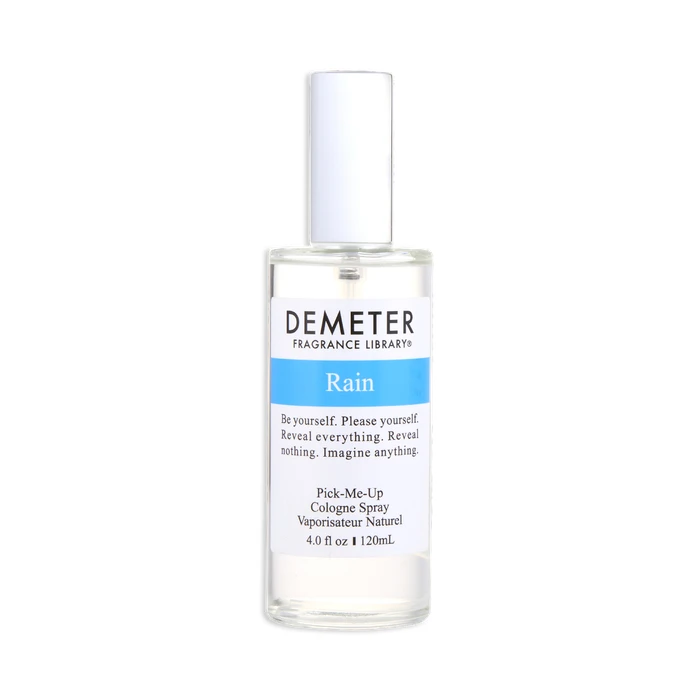 DEMETER
FRAGRANCE LIBRARY®
Rain
Be yourself. Please yourself.
Reveal everything. Reveal
nothing. Imagine anything.
Pick-Me-Up
Cologne Spray
Vaporisateur Naturel
4.0 fl oz ❙ 120mL